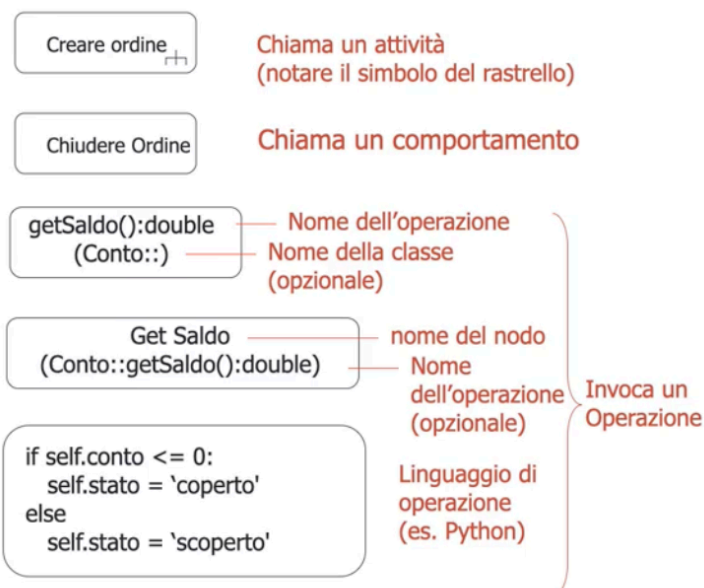 Creare ordine
Chiama un attività
(notare il simbolo del rastrello)
Chiudere Ordine
Chiama un comportamento
getSaldo():double
(Conto::)
Nome dell'operazione
Nome della classe
(opzionale)
Get Saldo
(Conto::getSaldo():double)
nome del nodo
Nome
dell'operazione
(opzionale)
Invoca un
Operazione
if self.conto <= 0:
self.stato = ‛coperto'
else
self.stato = ‛scoperto'
Linguaggio di
operazione
(es. Python)